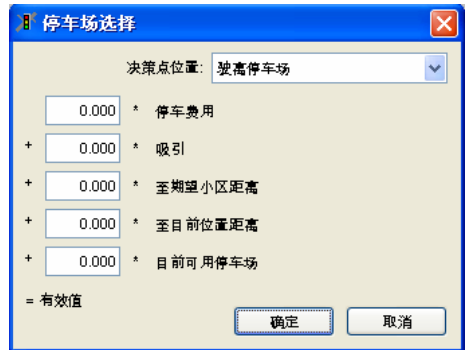 停车场选择
决策点位置: 驶离停车场
0.000 * 停车费用
+ 0.000 * 吸引
+ 0.000 * 至期望小区距离
+ 0.000 * 至目前位置距离
+ 0.000 * 目前可用停车场
= 有效值
确定 取消